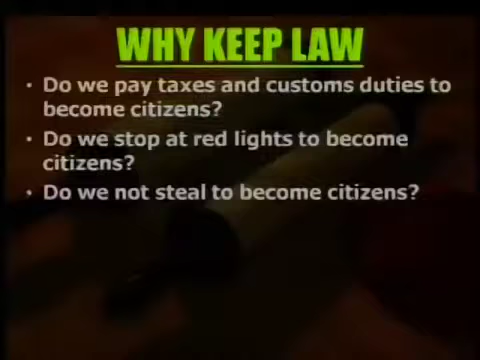 WHY KEEP LAW
• Do we pay taxes and customs duties to
become citizens?
• Do we stop at red lights to become
citizens?
• Do we not steal to become citizens?